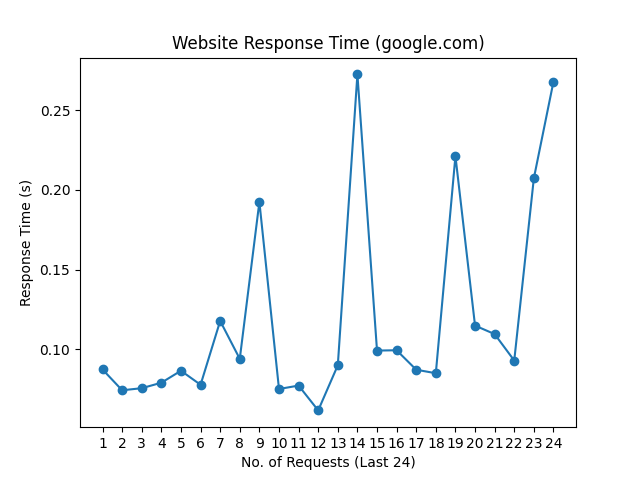 Website Response Time (google.com)
Response Time (s)
0.25
0.20
0.15
0.10
1 2 3 4 5 6 7 8 9 10 11 12 13 14 15 16 17 18 19 20 21 22 23 24
No. of Requests (Last 24)